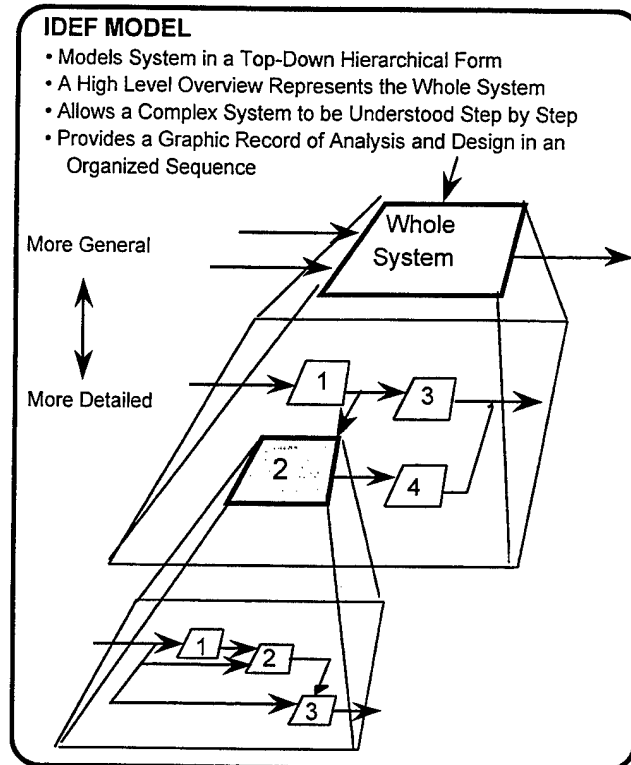 IDEF MODEL
• Models System in a Top-Down Hierarchical Form
• A High Level Overview Represents the Whole System
• Allows a Complex System to be Understood Step by Step
• Provides a Graphic Record of Analysis and Design in an
Organized Sequence
Whole
System
More General
More Detailed
1
3
2
4
1
2
3